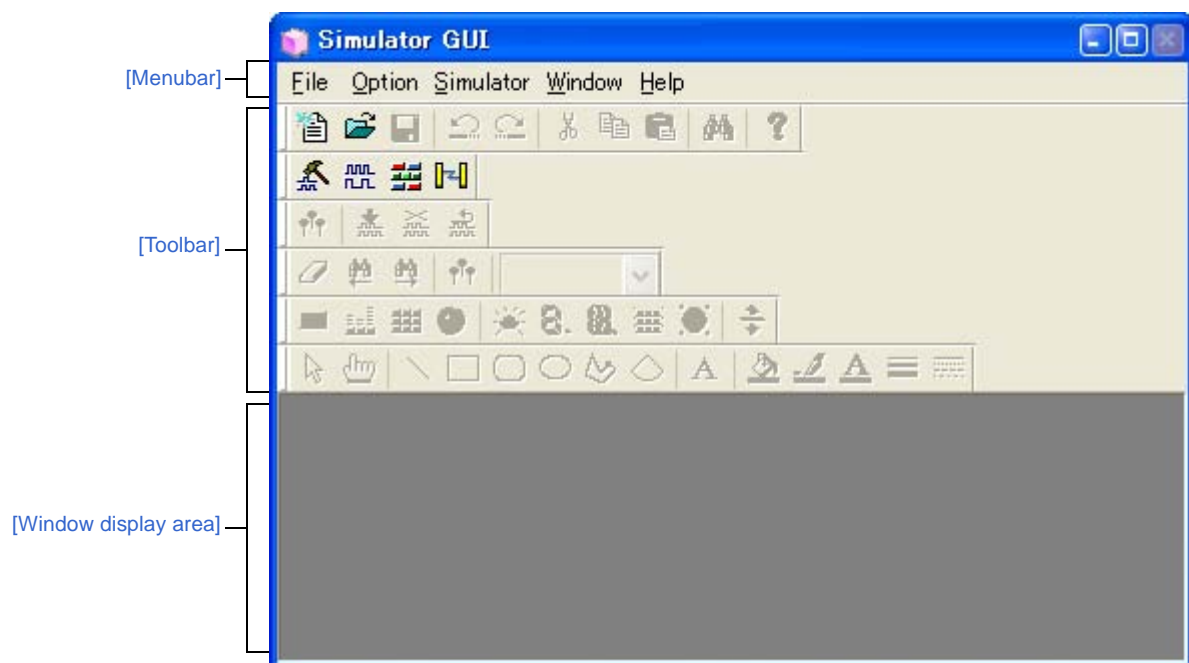 Simulator GUI
[Menubar]
File Option Simulator Window Help
[Toolbar]
[Window display area]